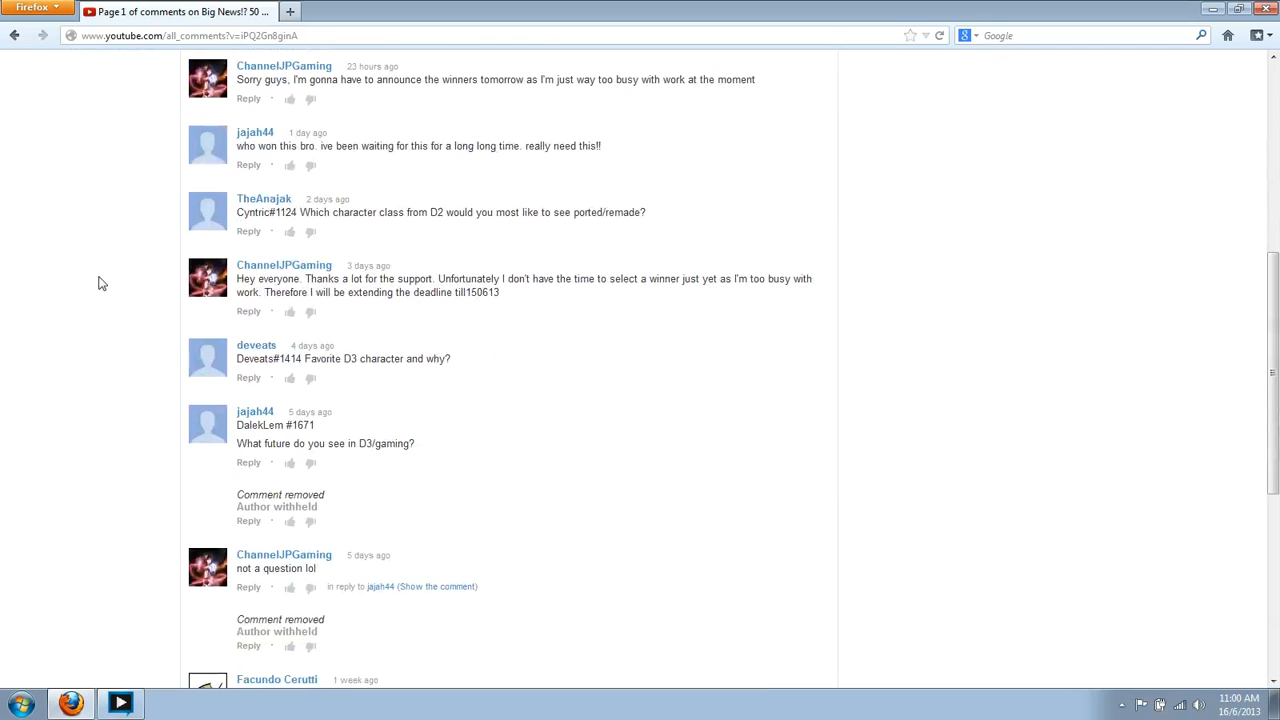 Firefox
Page 1 of comments on Big News!? 50 ...
www.youtube.com/all_comments?v=iPQ2Gn8ginA
Google
ChannelJPGaming 23 hours ago
Sorry guys, I'm gonna have to announce the winners tomorrow as I'm just way too busy with work at the moment
Reply
jajah44 1 day ago
who won this bro. ive been waiting for this for a long long time. really need this!!
Reply
TheAnajak 2 days ago
Cyntric#1124 Which character class from D2 would you most like to see ported/remade?
Reply
ChannelJPGaming 3 days ago
Hey everyone. Thanks a lot for the support. Unfortunately I don't have the time to select a winner just yet as I'm too busy with
work. Therefore I will be extending the deadline till150613
Reply
deveats 4 days ago
Deveats#1414 Favorite D3 character and why?
Reply
jajah44 5 days ago
DalekLem #1671
What future do you see in D3/gaming?
Reply
Comment removed
Author withheld
Reply
ChannelJPGaming 5 days ago
not a question lol
Reply in reply to jajah44 (Show the comment)
Comment removed
Author withheld
Reply
Facundo Cerutti 1 week ago
11:00 AM
16/6/2013